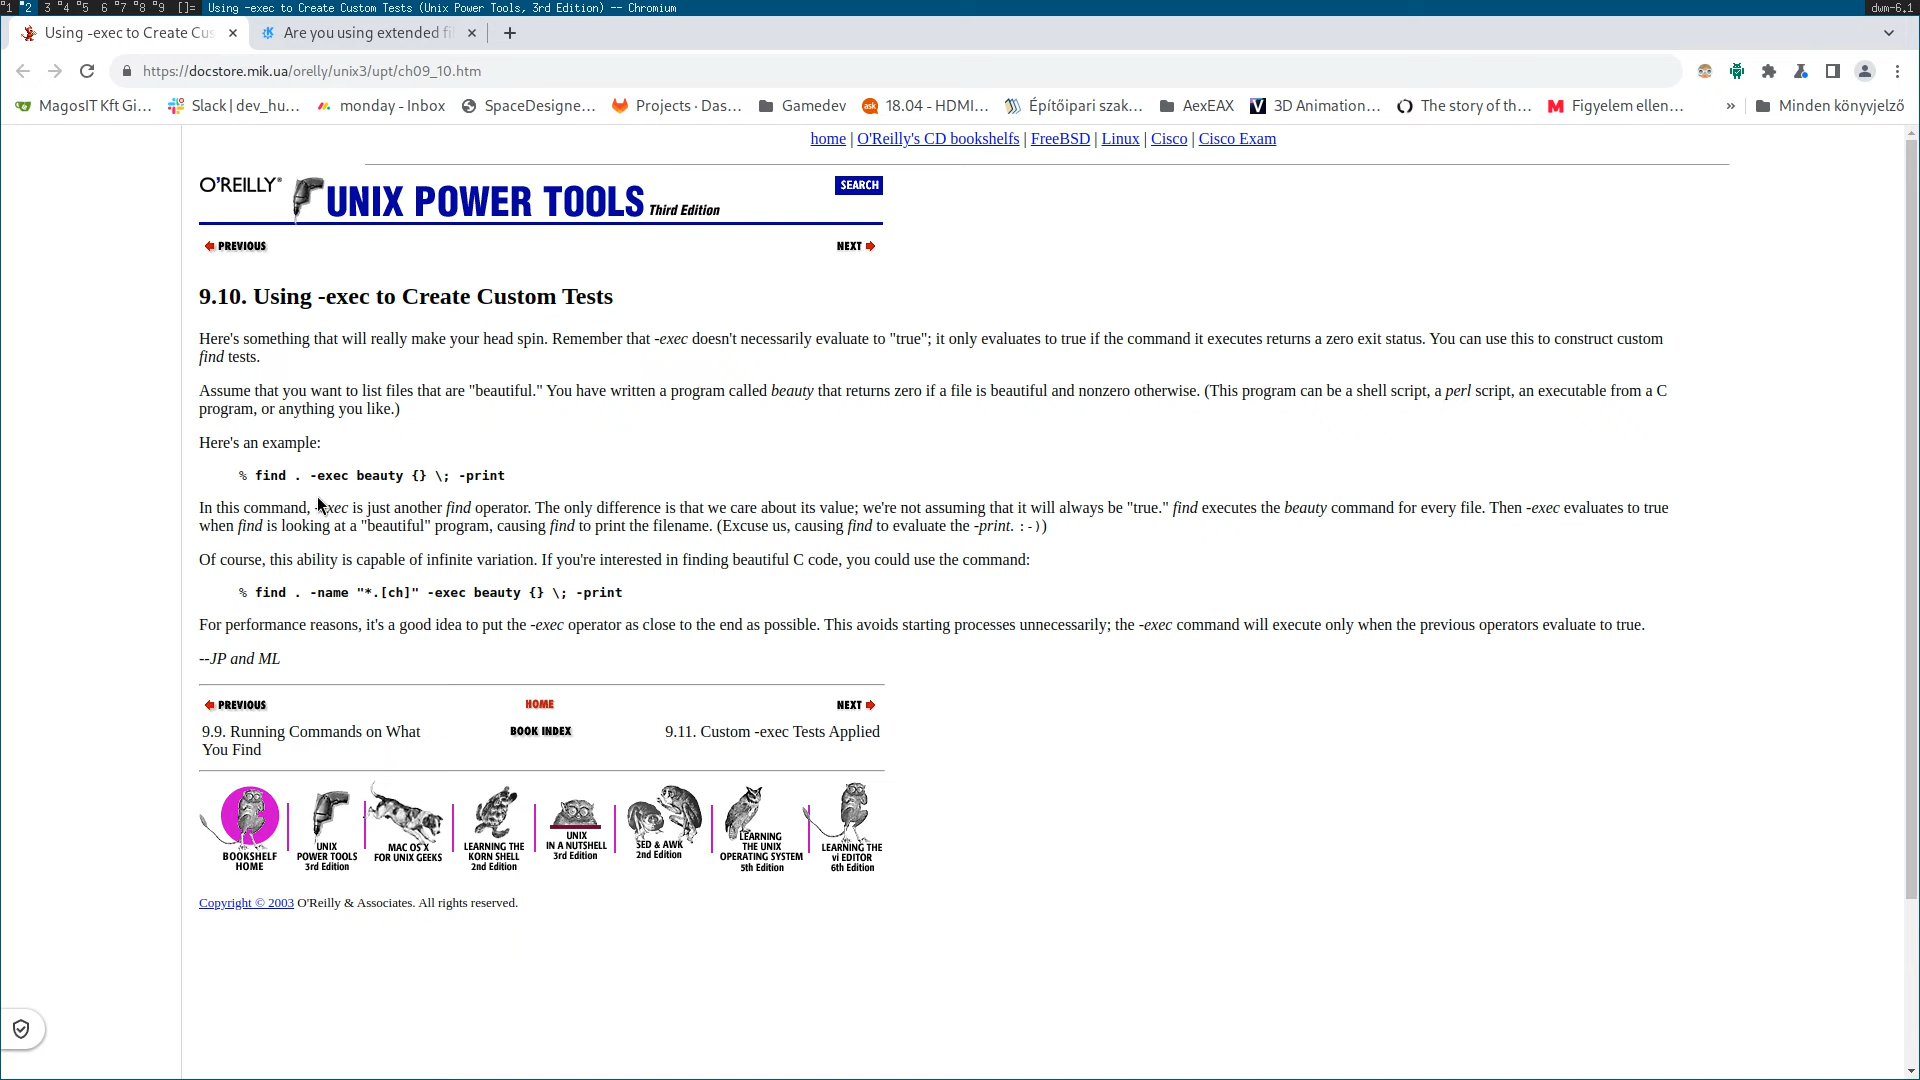 1 2 3 4 5 6 7 8 9 []= Using -exec to Create Custom Tests (Unix Power Tools, 3rd Edition) -- Chromium dwm-6.1
Using -exec to Create Cus Are you using extended fi
https://docstore.mik.ua/orelly/unix3/upt/ch09_10.htm
MagosIT Kft Gi... Slack | dev_hu... monday - Inbox SpaceDesigne... Projects · Das... Gamedev 18.04 - HDMI... Építőipari szak... AexEAX 3D Animation... The story of th... Figyelem ellen... » Minden könyvjelző
home | O'Reilly's CD bookshelfs | FreeBSD | Linux | Cisco | Cisco Exam
O'REILLY® UNIX POWER TOOLS Third Edition SEARCH
PREVIOUS NEXT
9.10. Using -exec to Create Custom Tests
Here's something that will really make your head spin. Remember that -exec doesn't necessarily evaluate to "true"; it only evaluates to true if the command it executes returns a zero exit status. You can use this to construct custom
find tests.
Assume that you want to list files that are "beautiful." You have written a program called beauty that returns zero if a file is beautiful and nonzero otherwise. (This program can be a shell script, a perl script, an executable from a C
program, or anything you like.)
Here's an example:
% find . -exec beauty {} \; -print
In this command, -exec is just another find operator. The only difference is that we care about its value; we're not assuming that it will always be "true." find executes the beauty command for every file. Then -exec evaluates to true
when find is looking at a "beautiful" program, causing find to print the filename. (Excuse us, causing find to evaluate the -print. :-))
Of course, this ability is capable of infinite variation. If you're interested in finding beautiful C code, you could use the command:
% find . -name "*.[ch]" -exec beauty {} \; -print
For performance reasons, it's a good idea to put the -exec operator as close to the end as possible. This avoids starting processes unnecessarily; the -exec command will execute only when the previous operators evaluate to true.
--JP and ML
PREVIOUS HOME NEXT
9.9. Running Commands on What BOOK INDEX 9.11. Custom -exec Tests Applied
You Find
BOOKSHELF HOME
UNIX POWER TOOLS 3rd Edition
MAC OS X FOR UNIX GEEKS
LEARNING THE KORN SHELL 2nd Edition
UNIX IN A NUTSHELL 3rd Edition
SED & AWK 2nd Edition
LEARNING THE UNIX OPERATING SYSTEM 5th Edition
LEARNING THE vi EDITOR 6th Edition
Copyright © 2003 O'Reilly & Associates. All rights reserved.